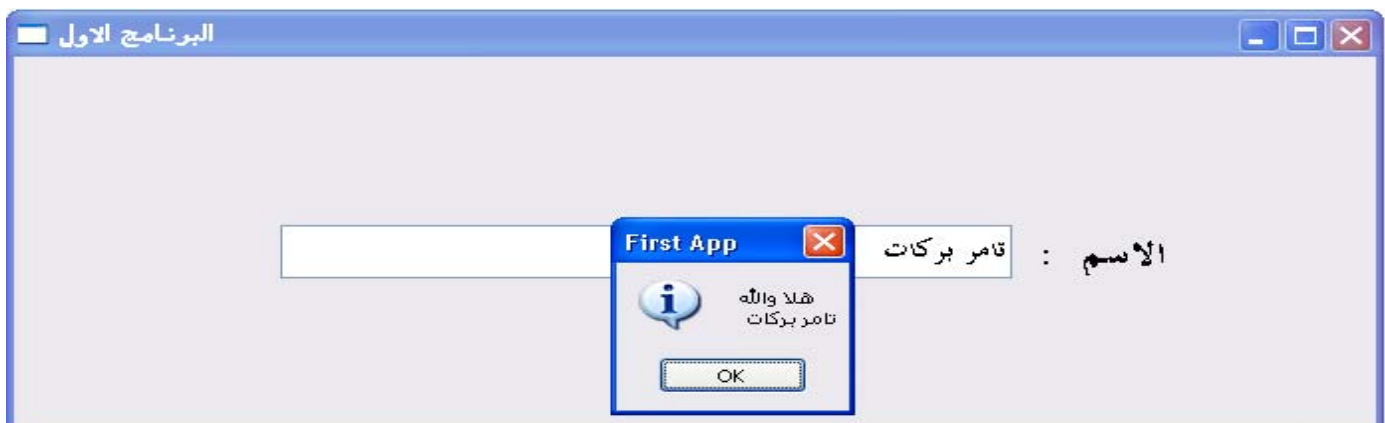 البرنامج الاول
الاسم : تامر بركات
First App
هلا والله
تامر بركات
OK